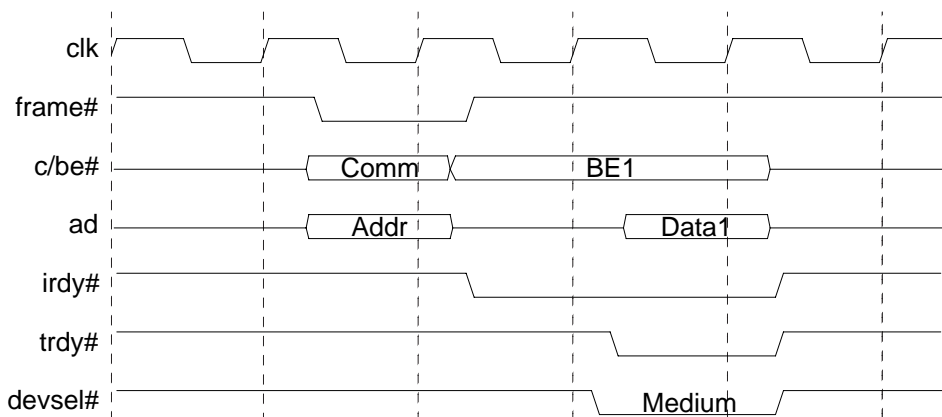 clk
frame#
c/be# Comm BE1
ad Addr Data1
irdy#
trdy#
devsel# Medium